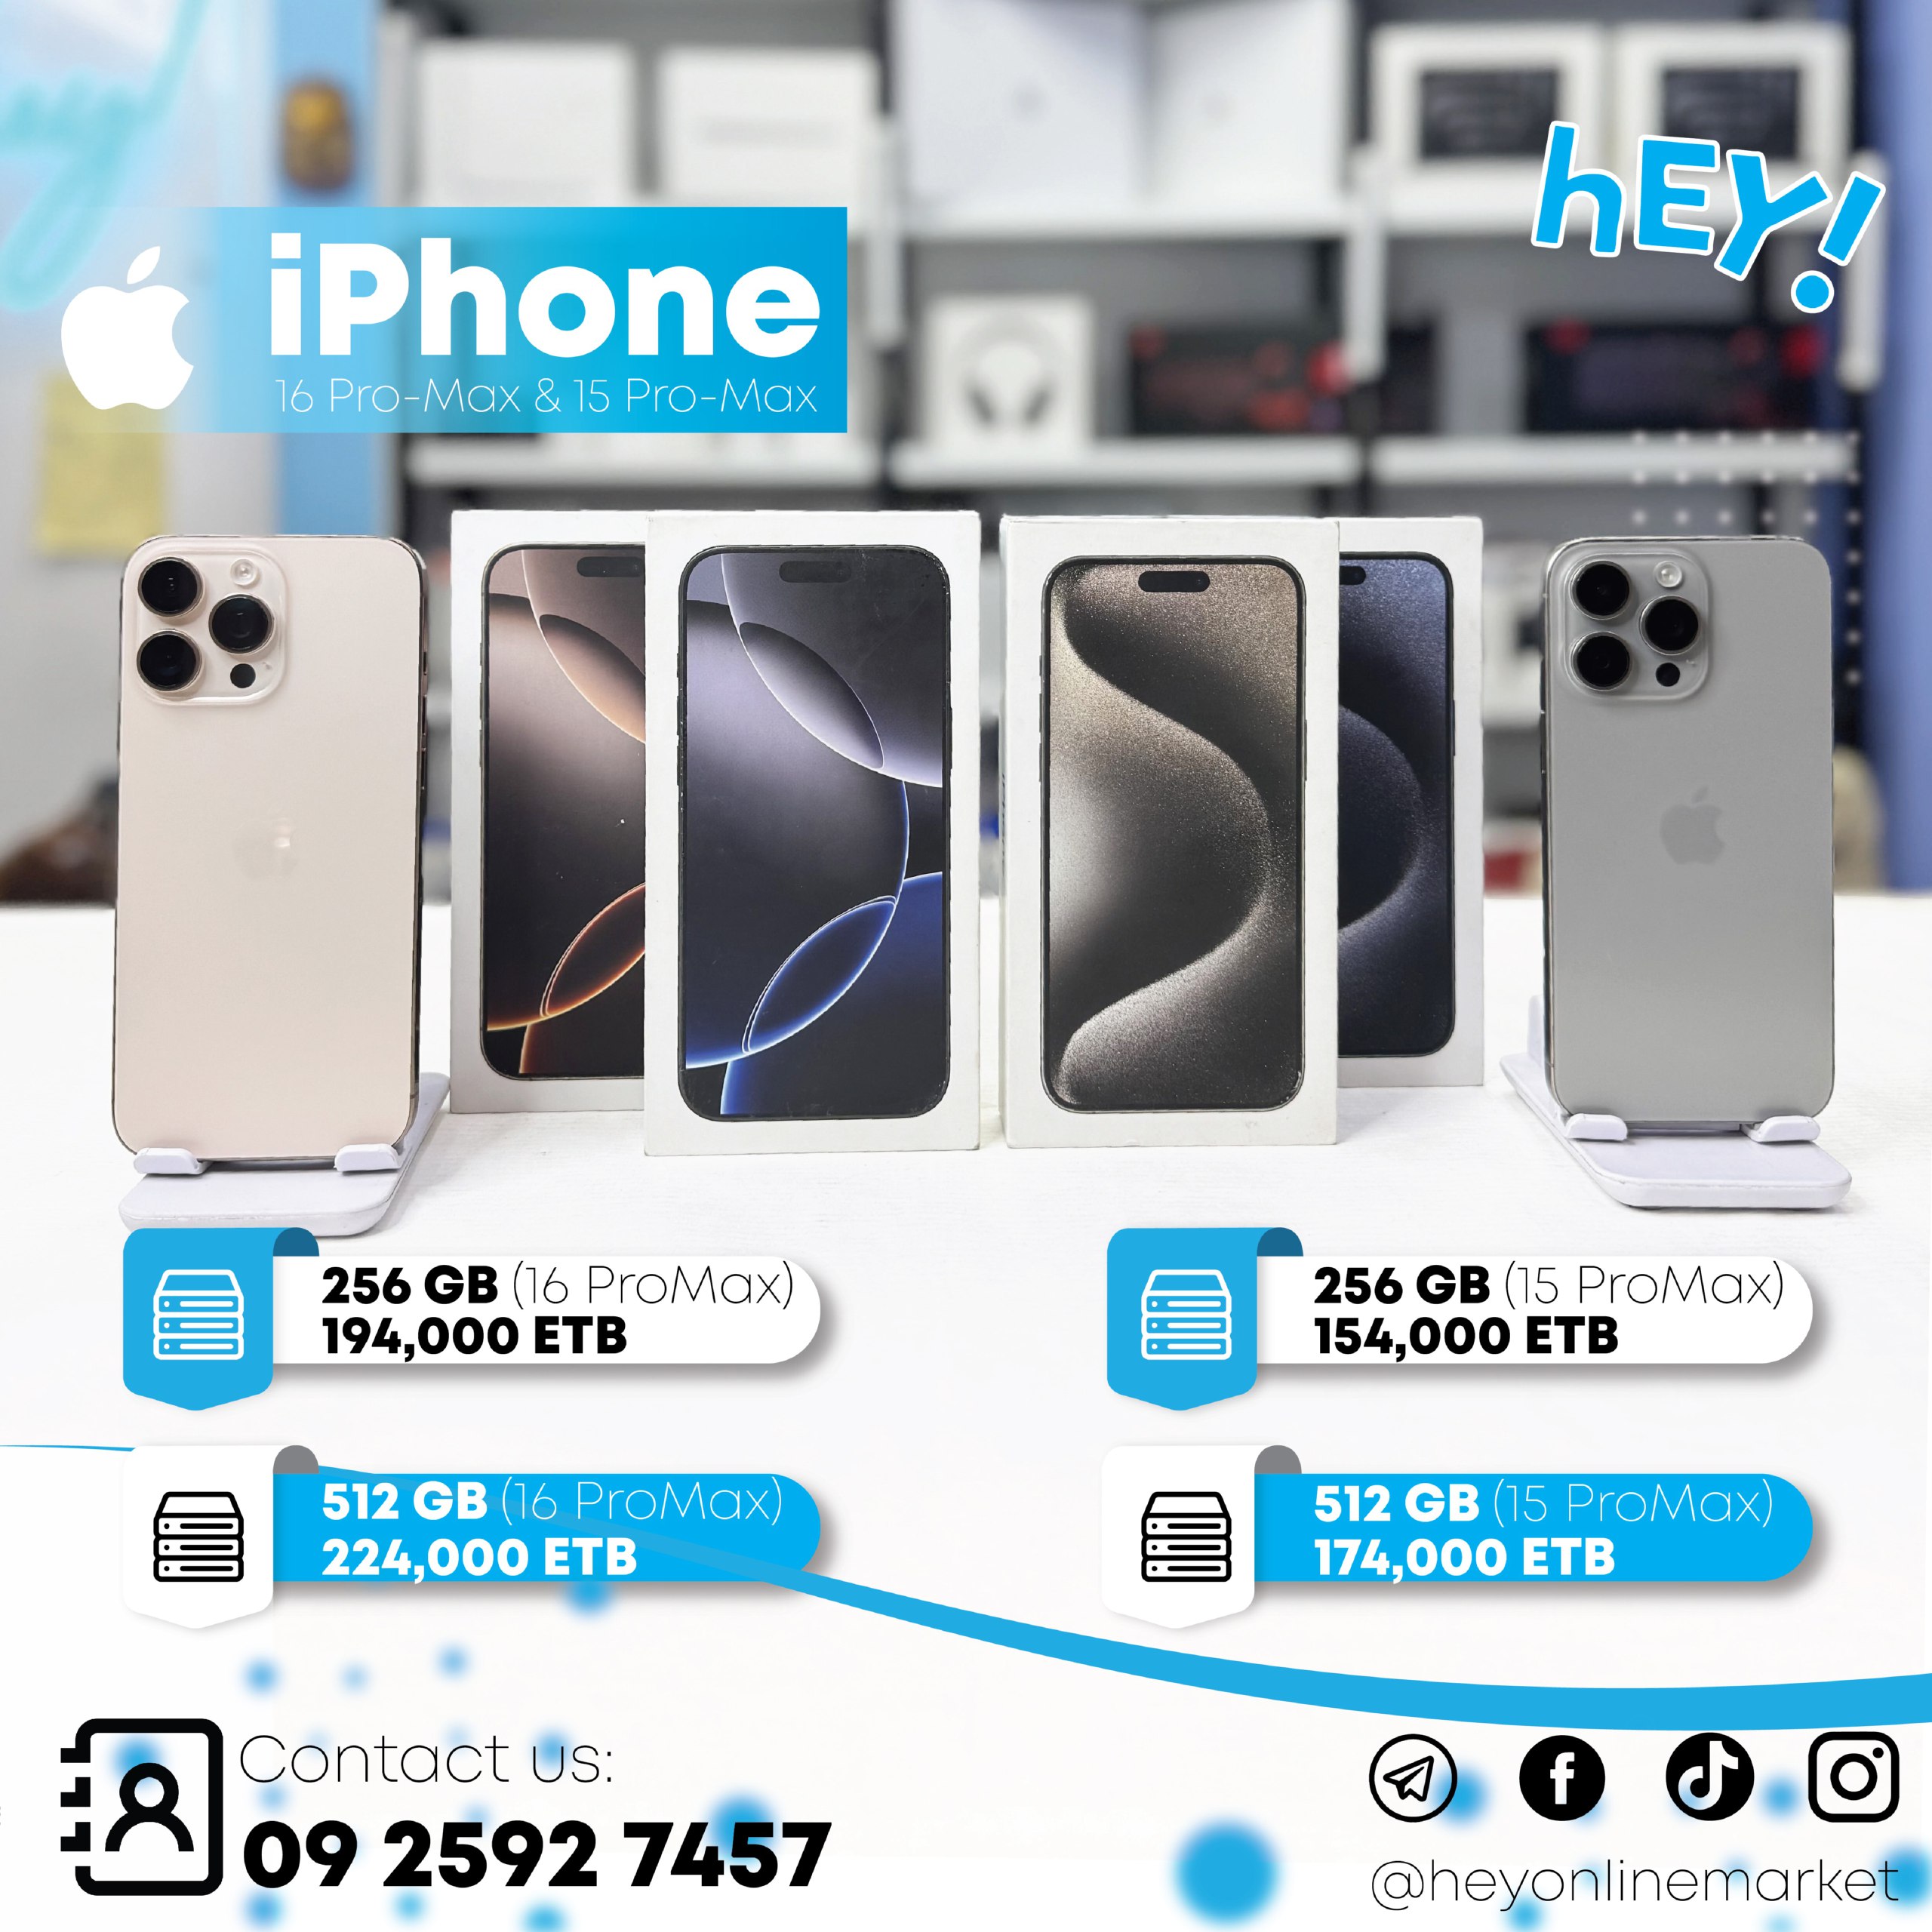 hEY!
iPhone
16 Pro-Max & 15 Pro-Max
256 GB (16 ProMax)
194,000 ETB
256 GB (15 ProMax)
154,000 ETB
512 GB (16 ProMax)
224,000 ETB
512 GB (15 ProMax)
174,000 ETB
Contact us:
09 2592 7457
@heyonlinemarket